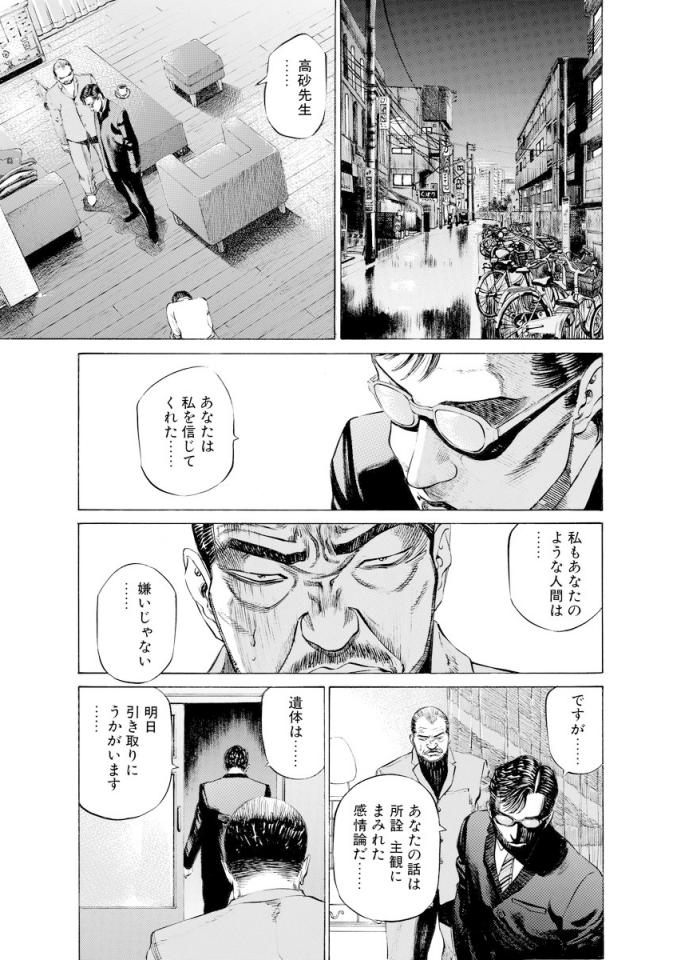 高砂先生
……
あなたは
私を信じて
くれた……
私もあなたの
ような人間は
……
嫌いじゃない
……
ですが……
あなたの話は
所詮 主観に
まみれた
感情論だ……
遺体は……
明日
引き取りに
うかがいます
……